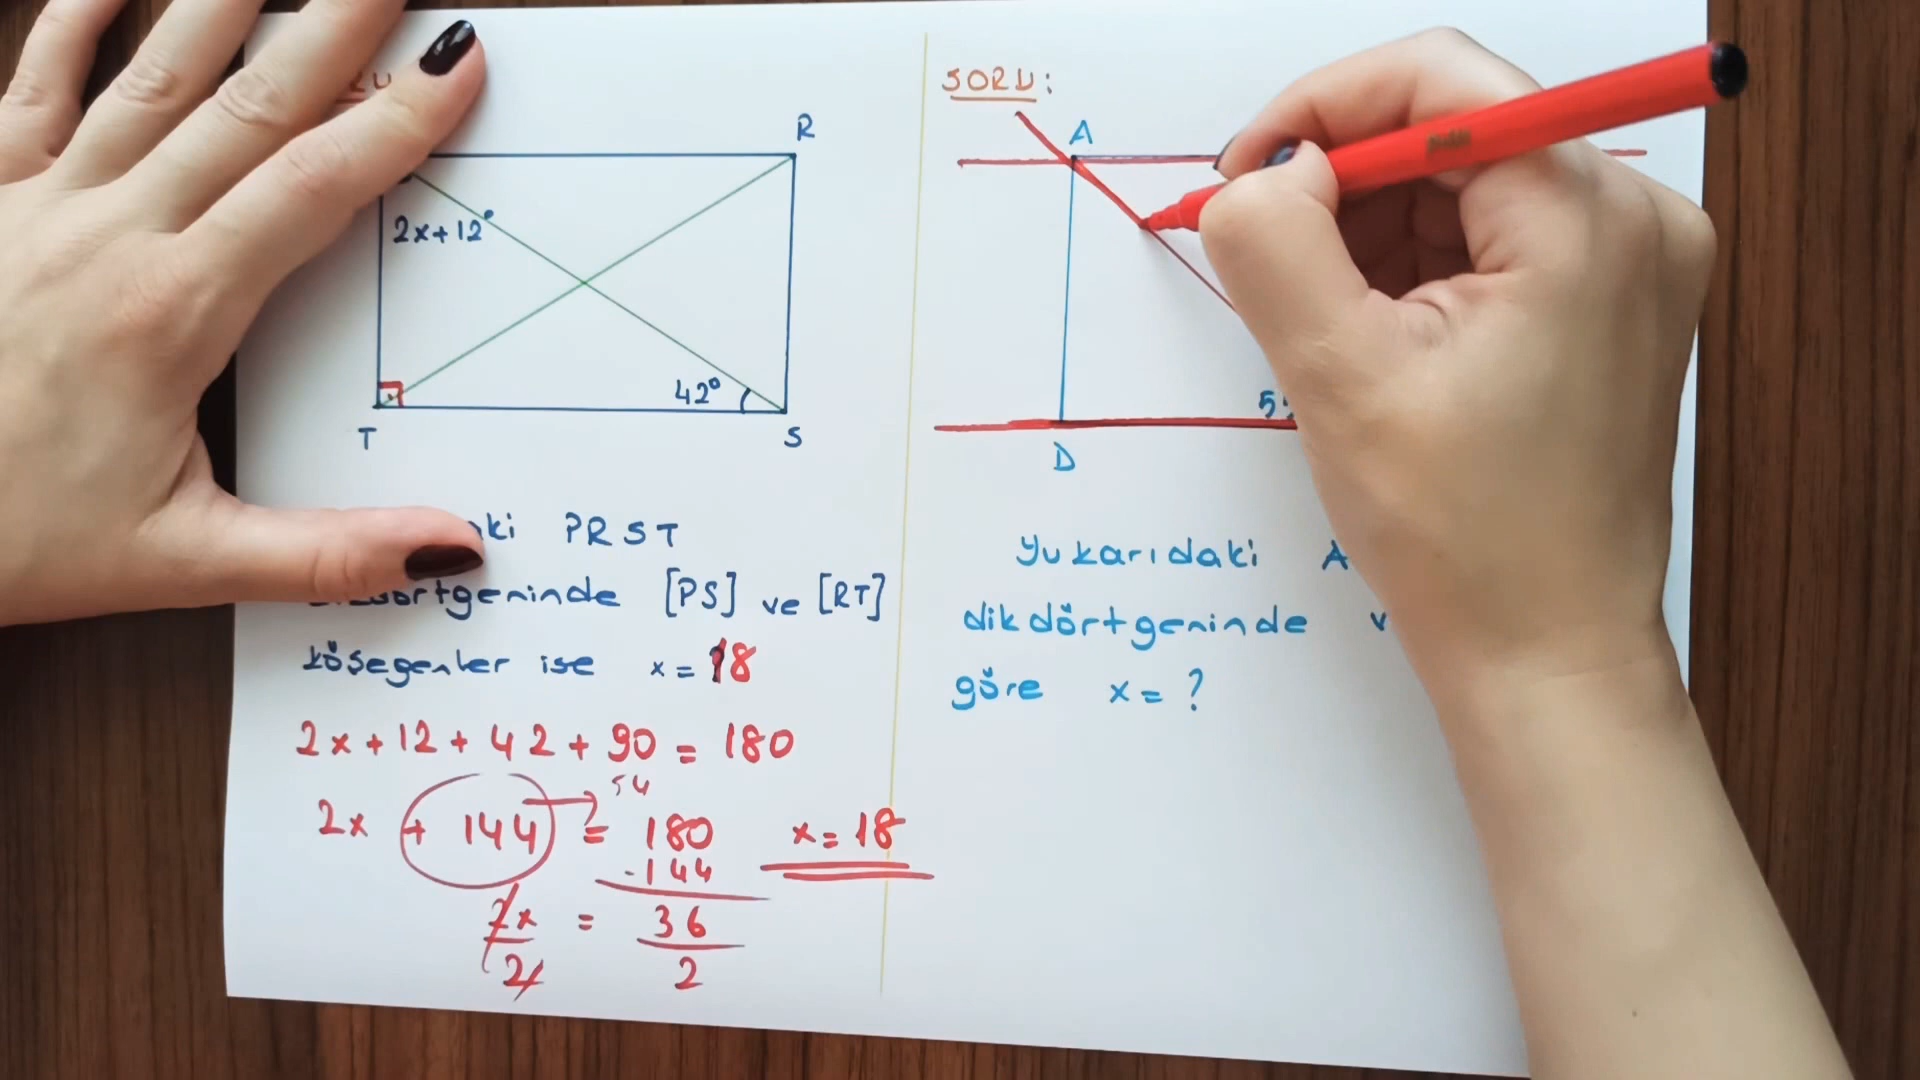 R
2x+12°
42°
T
S
PRST
[PS] ve [RT]
köşegenler ise x = 18
2x+12+42+90 = 180
54
2x + 144 = 180
-144
2x = 36
2 2
x = 18
SORU:
A
D
Yukarıdaki A
dikdörtgeninde
göre x = ?